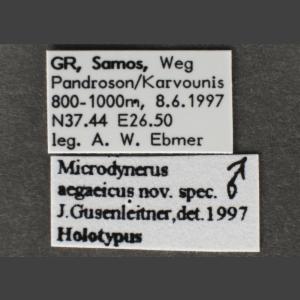 GR, Samos, Weg
Pandroson/Karvounis
800-1000m, 8.6.1997
N37.44 E26.50
leg. A. W. Ebmer
Microdynerus ♂
aegaeicus nov. spec.
J.Gusenleitner,det.1997
Holotypus